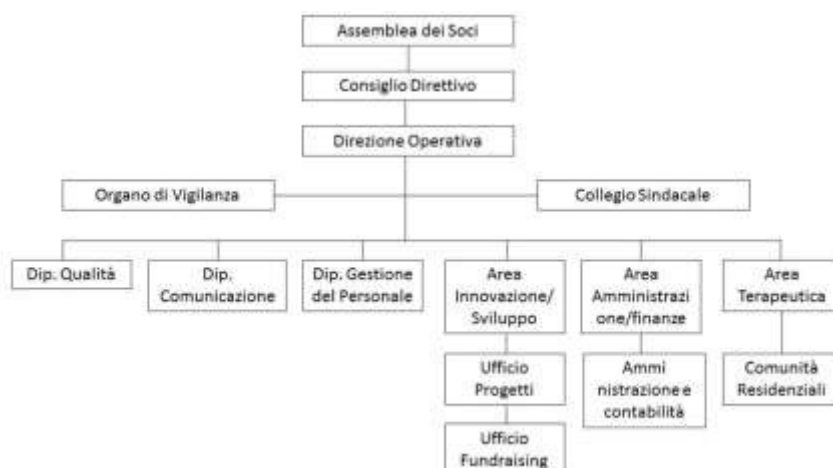 Assemblea dei Soci
Consiglio Direttivo
Direzione Operativa
Organo di Vigilanza
Collegio Sindacale
Dip. Qualità
Dip.
Comunicazione
Dip. Gestione
del Personale
Area
Innovazione/
Sviluppo
Area
Amministrazi
one/finanze
Area
Terapeutica
Ufficio
Progetti
Ammi
nistrazione e
contabilità
Comunità
Residenziali
Ufficio
Fundraising